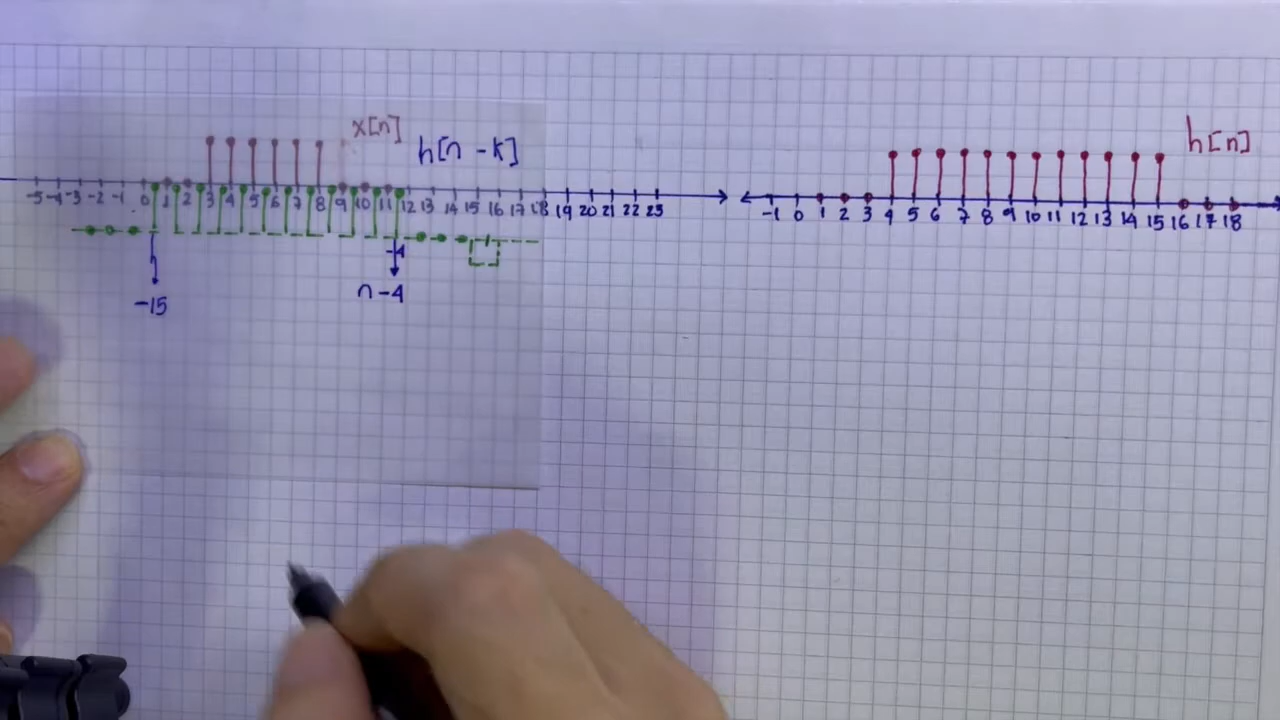 x[n]
h[n - k]
h[n]
-5 -4 -3 -2 -1 0 1 2 3 4 5 6 7 8 9 10 11 12 13 14 15 16 17 18 19 20 21 22 23
-1 0 1 2 3 4 5 6 7 8 9 10 11 12 13 14 15 16 17 18
-15
n-4